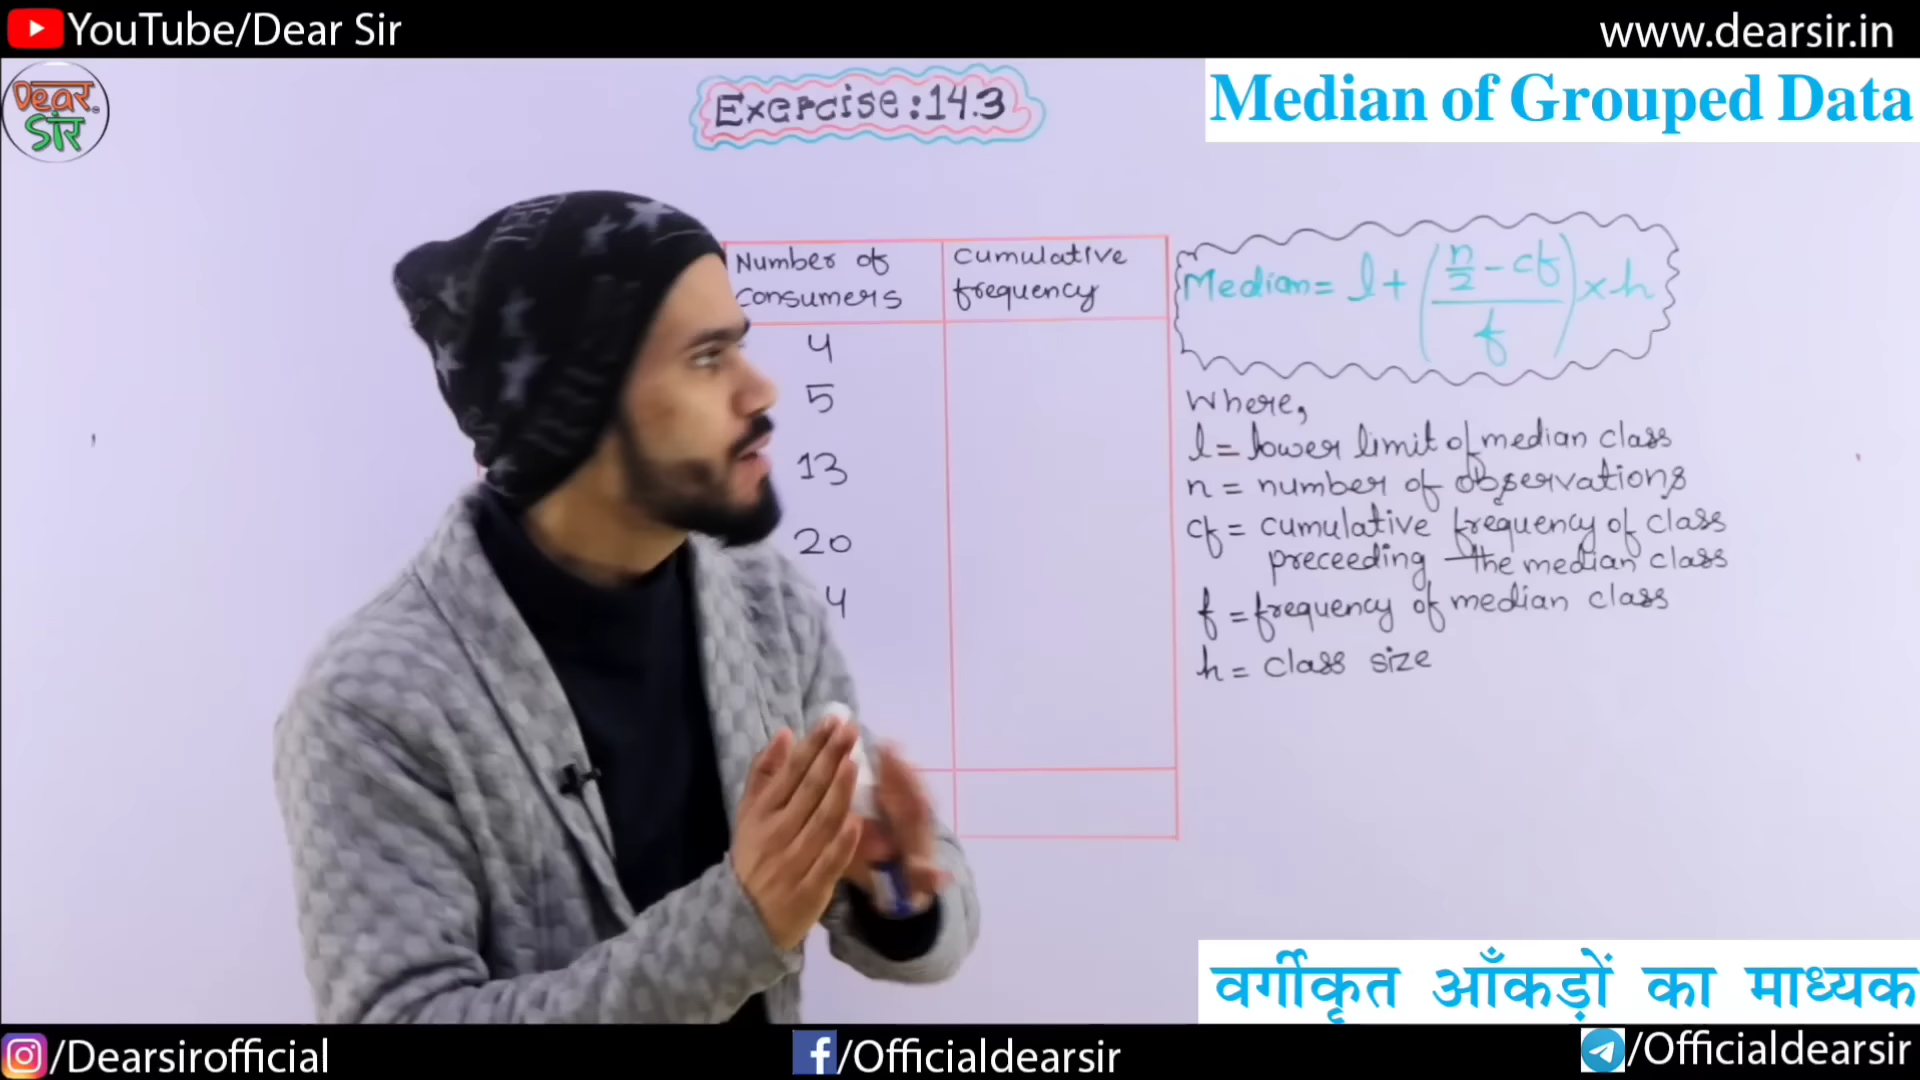 YouTube/Dear Sir
www.dearsir.in
Dear
सर
Exercise:14.3
Median of Grouped Data
Number of
consumers
4
5
13
20
4
Cumulative
frequency
Median = l + (n/2 - cf / f) × h
Where,
l = lower limit of median class
n = number of observations
cf = cumulative frequency of class
preceeding the median class
f = frequency of median class
h = class size
वर्गीकृत आँकड़ों का माध्यक
/Dearsirofficial
/Officialdearsir
/Officialdearsir